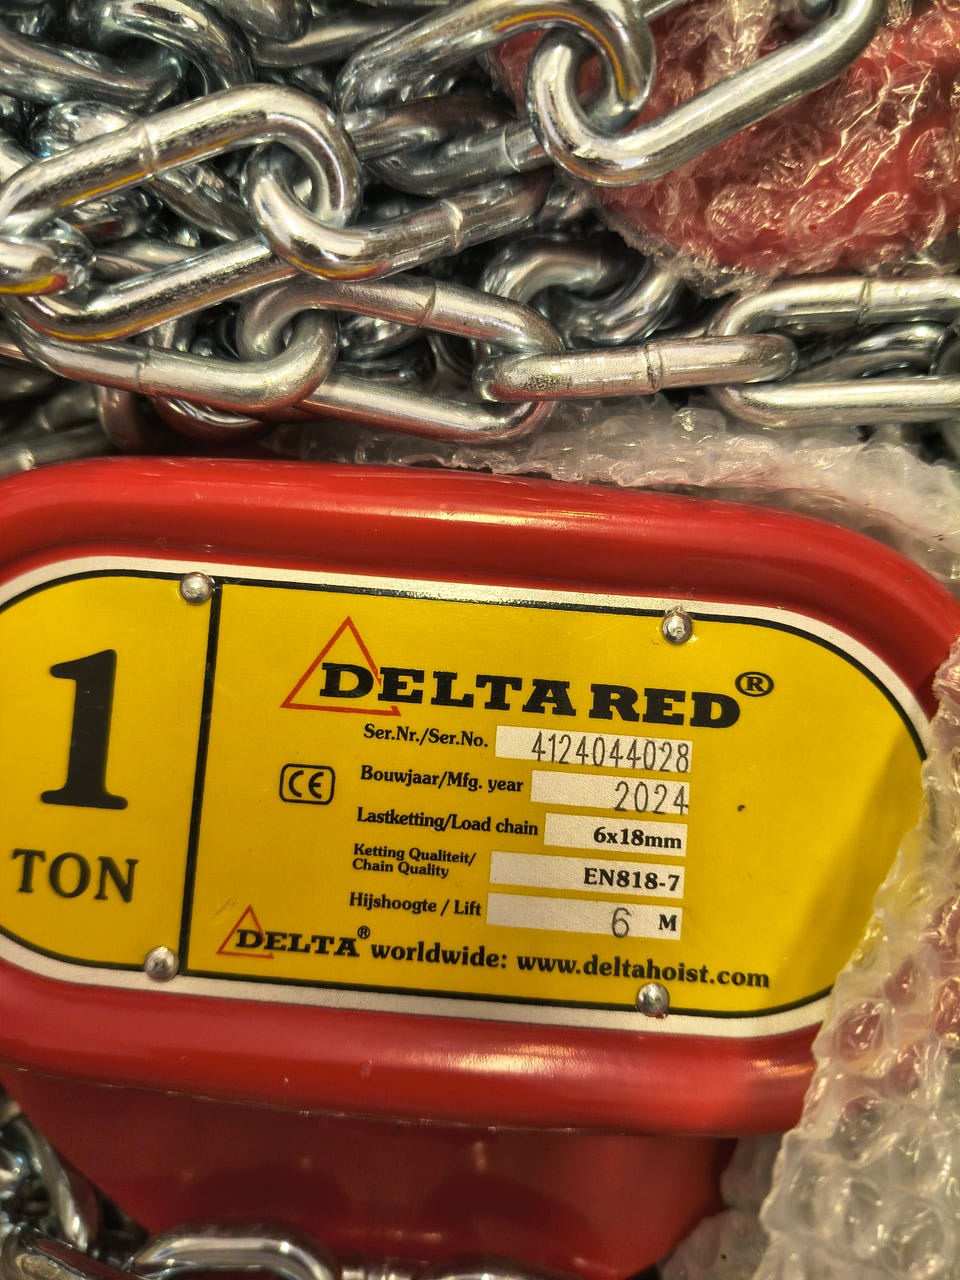 1
TON
DELTA RED®
Ser.Nr./Ser.No. 4124044028
CE Bouwjaar/Mfg. year 2024
Lastketting/Load chain 6x18mm
Ketting Qualiteit/
Chain Quality EN818-7
Hijshoogte / Lift 6 M
DELTA® worldwide: www.deltahoist.com